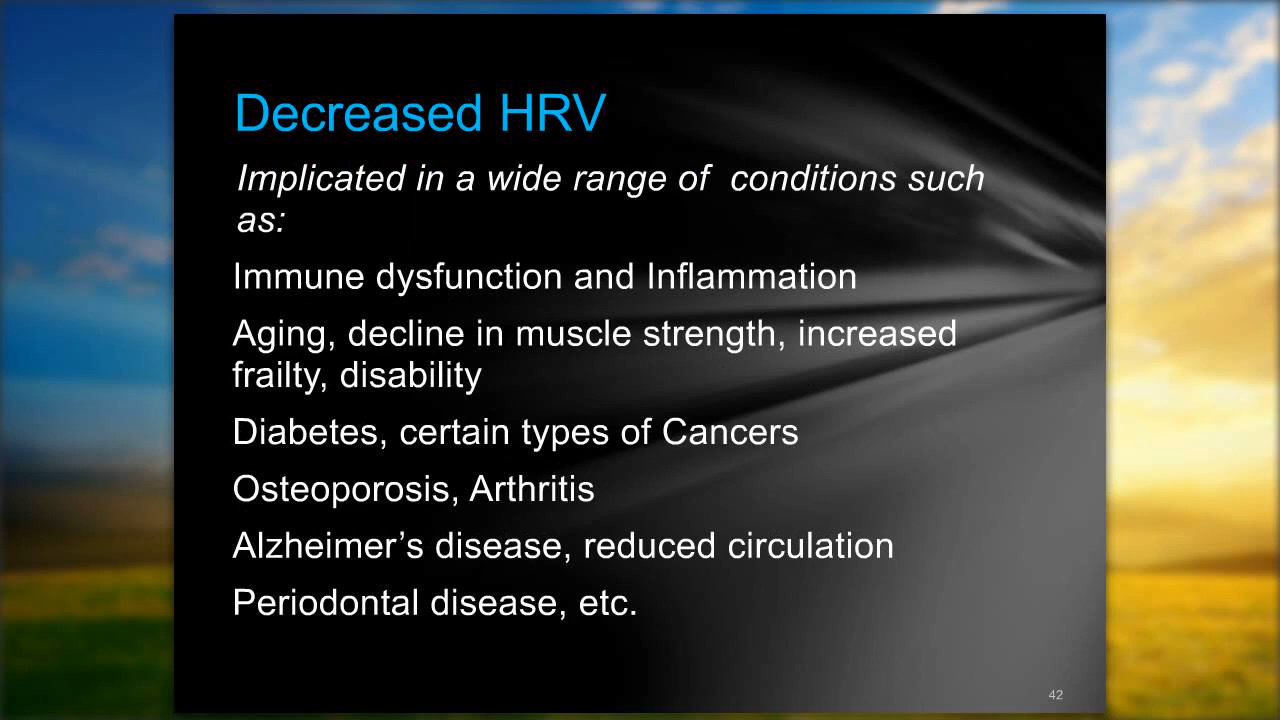 Decreased HRV
Implicated in a wide range of  conditions such
as:
Immune dysfunction and Inflammation
Aging, decline in muscle strength, increased
frailty, disability
Diabetes, certain types of Cancers
Osteoporosis, Arthritis
Alzheimer’s disease, reduced circulation
Periodontal disease, etc.
42